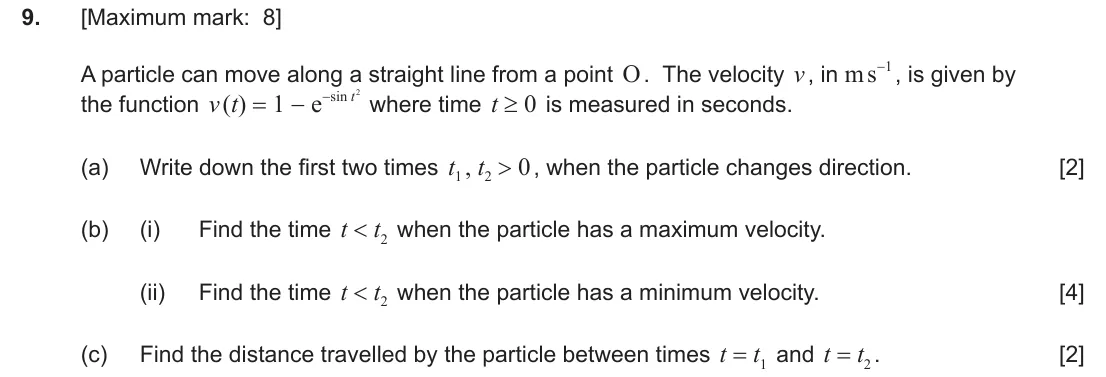 9. [Maximum mark: 8]
A particle can move along a straight line from a point O. The velocity v, in m s⁻¹, is given by
the function v(t) = 1 − e^(−sin t²) where time t ≥ 0 is measured in seconds.
(a) Write down the first two times t₁, t₂ > 0, when the particle changes direction. [2]
(b) (i) Find the time t < t₂ when the particle has a maximum velocity.
(ii) Find the time t < t₂ when the particle has a minimum velocity. [4]
(c) Find the distance travelled by the particle between times t = t₁ and t = t₂. [2]